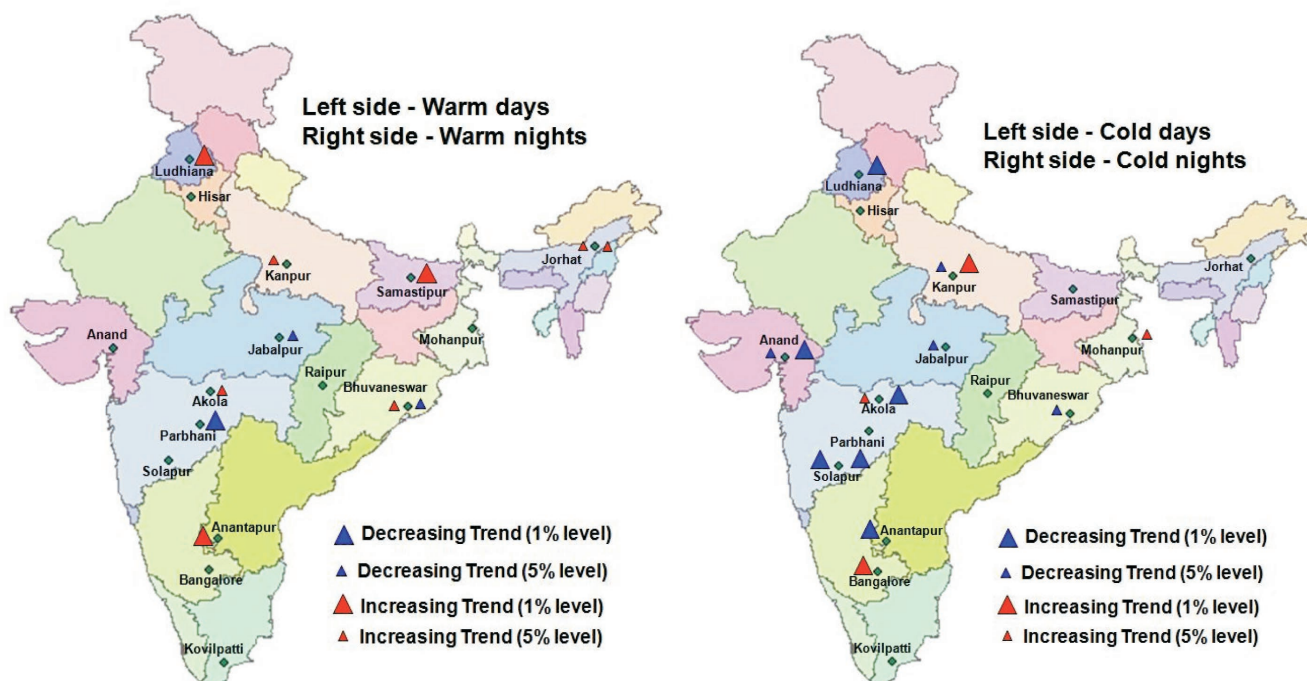 Left side - Warm days
Right side - Warm nights
Ludhiana
Hisar
Kanpur
Jorhat
Samastipur
Anand
Jabalpur
Mohanpur
Raipur
Bhuvaneswar
Akola
Parbhani
Solapur
Anantapur
Bangalore
Kovilpatti
Decreasing Trend (1% level)
Decreasing Trend (5% level)
Increasing Trend (1% level)
Increasing Trend (5% level)
Left side - Cold days
Right side - Cold nights
Ludhiana
Hisar
Jorhat
Kanpur
Samastipur
Anand
Jabalpur
Mohanpur
Raipur
Bhuvaneswar
Akola
Parbhani
Solapur
Anantapur
Bangalore
Kovilpatti
Decreasing Trend (1% level)
Decreasing Trend (5% level)
Increasing Trend (1% level)
Increasing Trend (5% level)